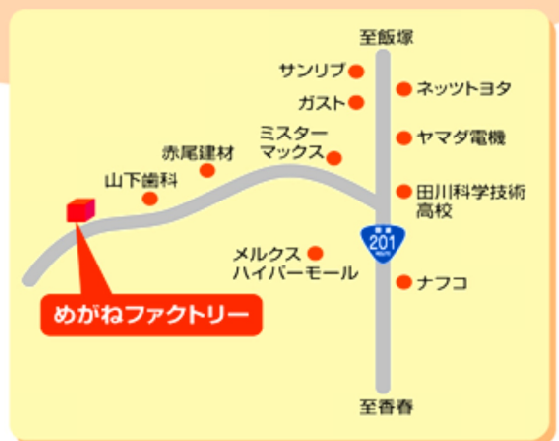 至飯塚
サンリブ
ネッツトヨタ
ガスト
ミスター
マックス
ヤマダ電機
赤尾建材
山下歯科
田川科学技術
高校
国道
201
ROUTE
メルクス
ハイパーモール
ナフコ
めがねファクトリー
至香春